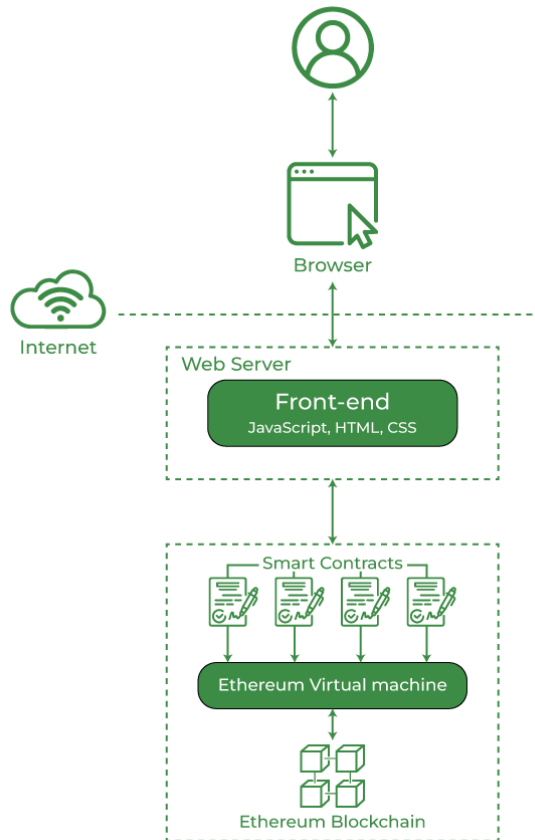 Browser
Internet
Web Server
Front-end
JavaScript, HTML, CSS
Smart Contracts
Ethereum Virtual machine
Ethereum Blockchain